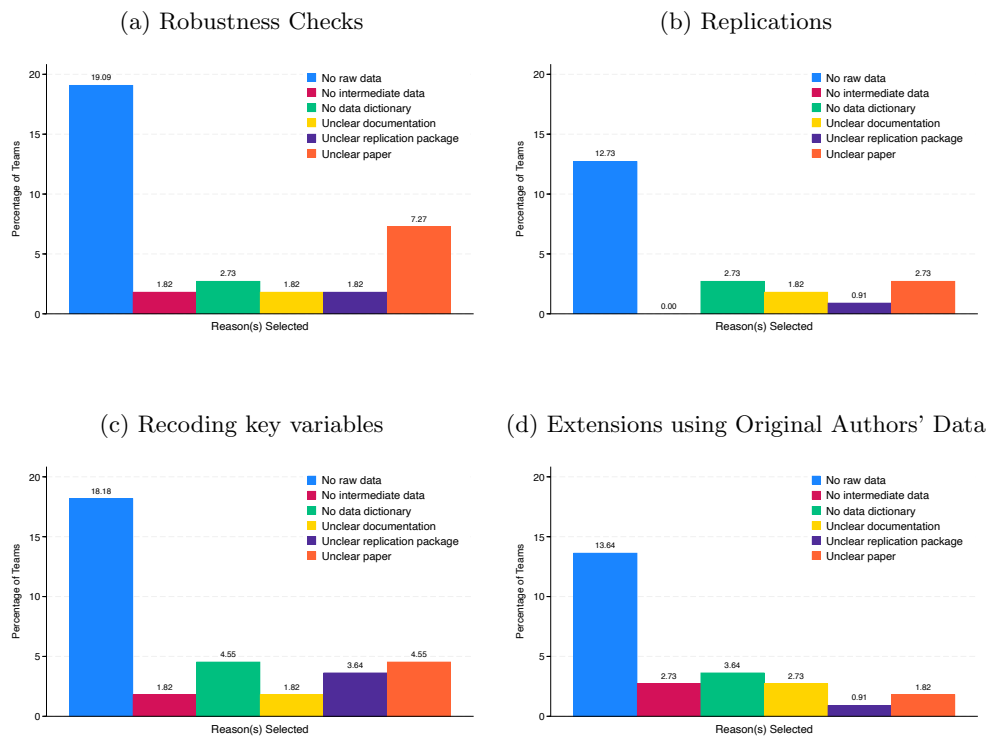 (a) Robustness Checks
20
15
10
5
0
Percentage of Teams
19.09
1.82
2.73
1.82
1.82
7.27
No raw data
No intermediate data
No data dictionary
Unclear documentation
Unclear replication package
Unclear paper
Reason(s) Selected
(b) Replications
20
15
10
5
0
Percentage of Teams
12.73
0.00
2.73
1.82
0.91
2.73
No raw data
No intermediate data
No data dictionary
Unclear documentation
Unclear replication package
Unclear paper
Reason(s) Selected
(c) Recoding key variables
20
15
10
5
0
Percentage of Teams
18.18
1.82
4.55
1.82
3.64
4.55
No raw data
No intermediate data
No data dictionary
Unclear documentation
Unclear replication package
Unclear paper
Reason(s) Selected
(d) Extensions using Original Authors’ Data
20
15
10
5
0
Percentage of Teams
13.64
2.73
3.64
2.73
0.91
1.82
No raw data
No intermediate data
No data dictionary
Unclear documentation
Unclear replication package
Unclear paper
Reason(s) Selected